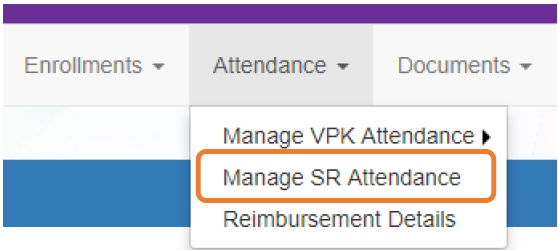 Enrollments Attendance Documents
Manage VPK Attendance
Manage SR Attendance
Reimbursement Details